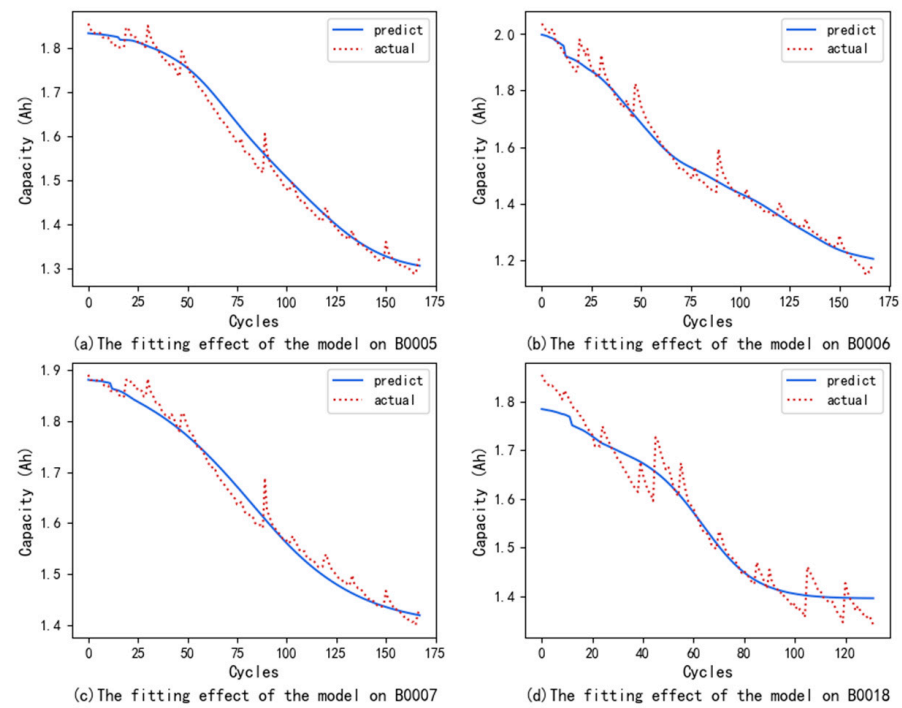 predict
actual
Capacity (Ah)
1.8
1.7
1.6
1.5
1.4
1.3
0 25 50 75 100 125 150 175
Cycles
(a)The fitting effect of the model on B0005
predict
actual
Capacity (Ah)
2.0
1.8
1.6
1.4
1.2
0 25 50 75 100 125 150 175
Cycles
(b)The fitting effect of the model on B0006
predict
actual
Capacity (Ah)
1.9
1.8
1.7
1.6
1.5
1.4
0 25 50 75 100 125 150 175
Cycles
(c)The fitting effect of the model on B0007
predict
actual
Capacity (Ah)
1.8
1.7
1.6
1.5
1.4
0 20 40 60 80 100 120
Cycles
(d)The fitting effect of the model on B0018